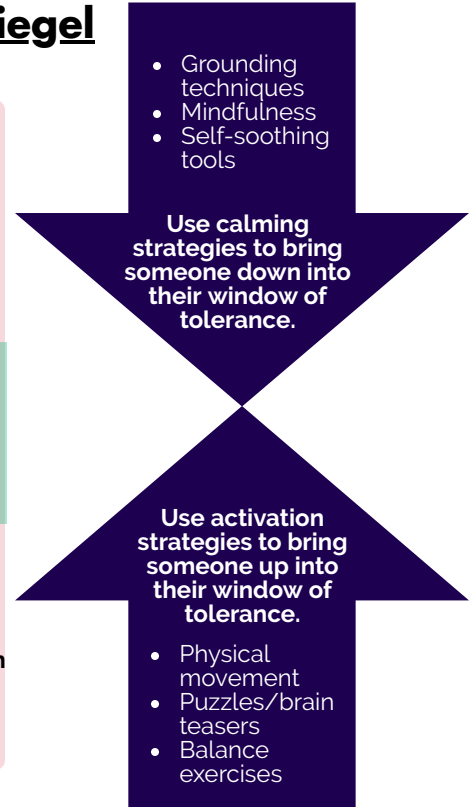 iegel
• Grounding
techniques
• Mindfulness
• Self-soothing
tools
Use calming
strategies to bring
someone down into
their window of
tolerance.
Use activation
strategies to bring
someone up into
their window of
tolerance.
• Physical
movement
• Puzzles/brain
teasers
• Balance
exercises